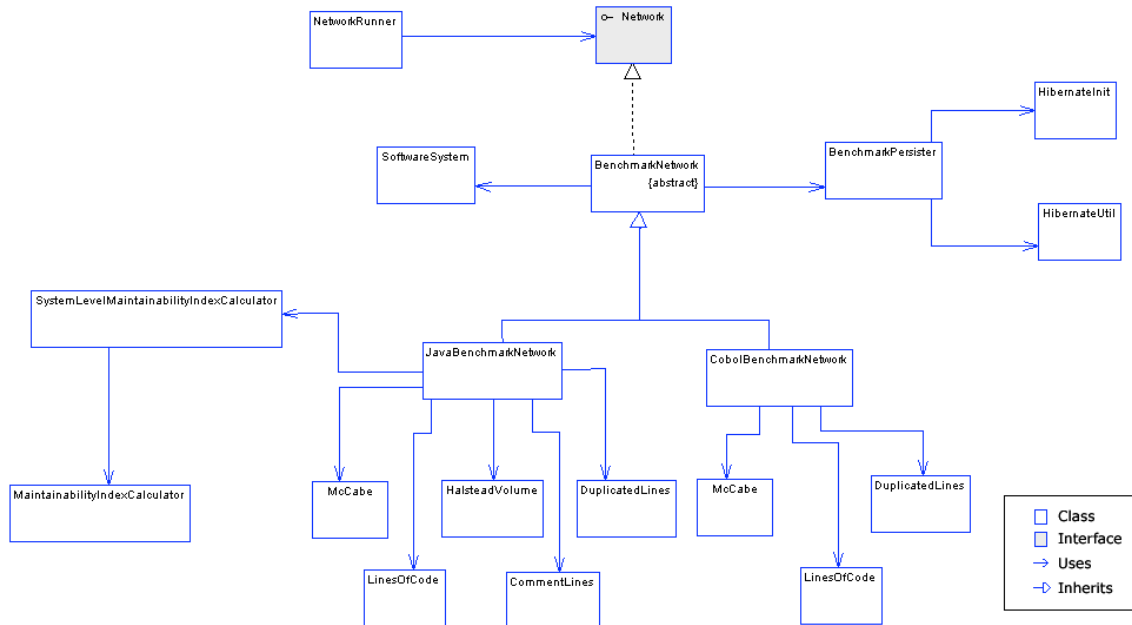 NetworkRunner
Network
HibernateInit
SoftwareSystem
BenchmarkNetwork
{abstract}
BenchmarkPersister
HibernateUtil
SystemLevelMaintainabilityIndexCalculator
JavaBenchmarkNetwork
CobolBenchmarkNetwork
MaintainabilityIndexCalculator
McCabe
HalsteadVolume
DuplicatedLines
McCabe
DuplicatedLines
LinesOfCode
CommentLines
LinesOfCode
Class
Interface
Uses
Inherits